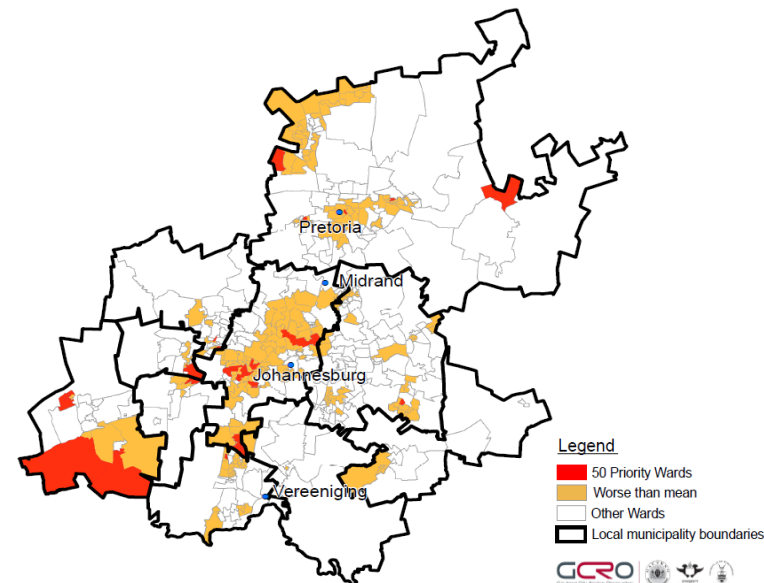 Pretoria
Midrand
Johannesburg
Vereeniging
Legend
50 Priority Wards
Worse than mean
Other Wards
Local municipality boundaries
GCRO